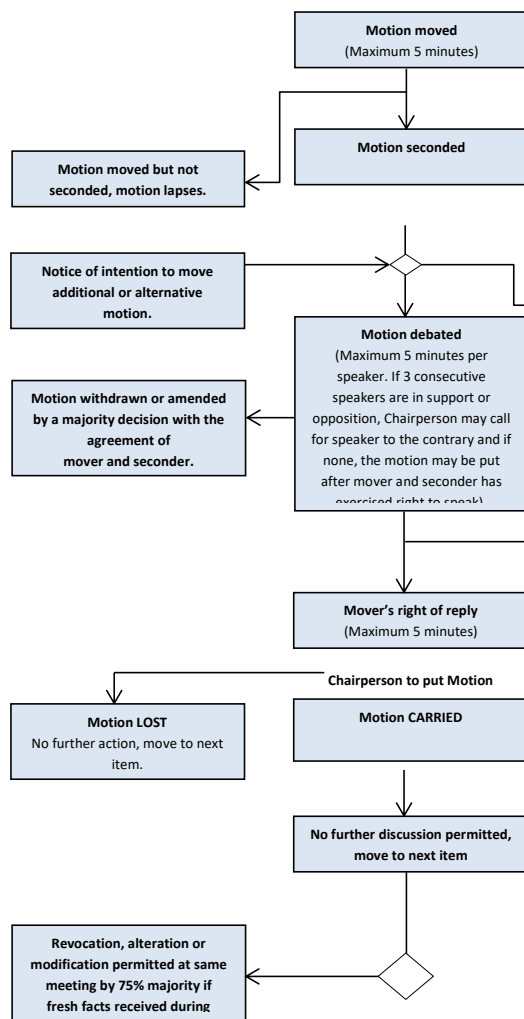 Motion moved
(Maximum 5 minutes)
Motion seconded
Motion moved but not
seconded, motion lapses.
Notice of intention to move
additional or alternative
motion.
Motion debated
(Maximum 5 minutes per
speaker. If 3 consecutive
speakers are in support or
opposition, Chairperson may call
for speaker to the contrary and if
none, the motion may be put
after mover and seconder has
exercised right to speak)
Motion withdrawn or amended
by a majority decision with the
agreement of
mover and seconder.
Mover’s right of reply
(Maximum 5 minutes)
Chairperson to put Motion
Motion LOST
No further action, move to next
item.
Motion CARRIED
No further discussion permitted,
move to next item
Revocation, alteration or
modification permitted at same
meeting by 75% majority if
fresh facts received during